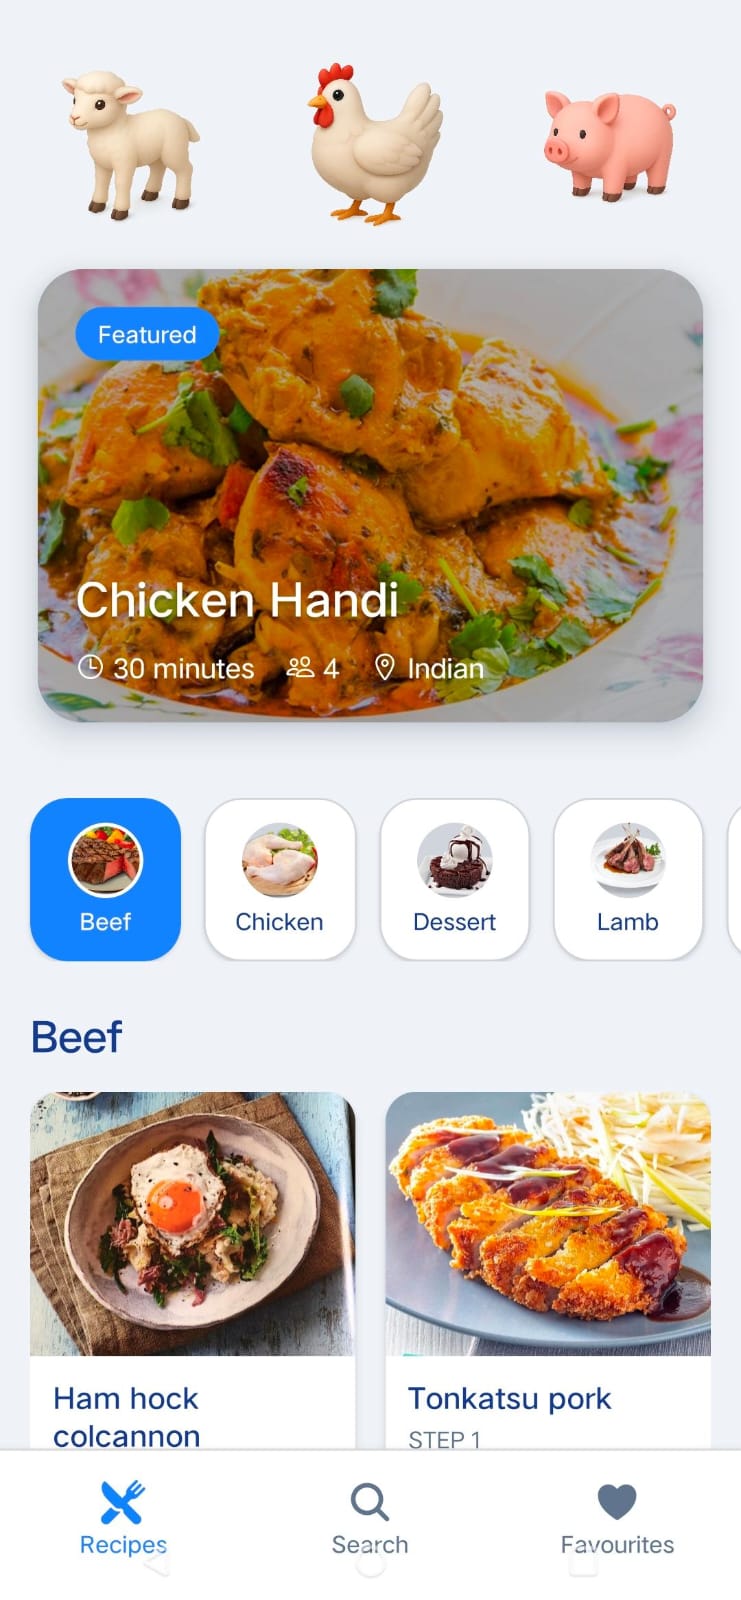 Featured
Chicken Handi
30 minutes 4 Indian
Beef Chicken Dessert Lamb
Beef
Ham hock
colcannon
Tonkatsu pork
STEP 1
Recipes Search Favourites